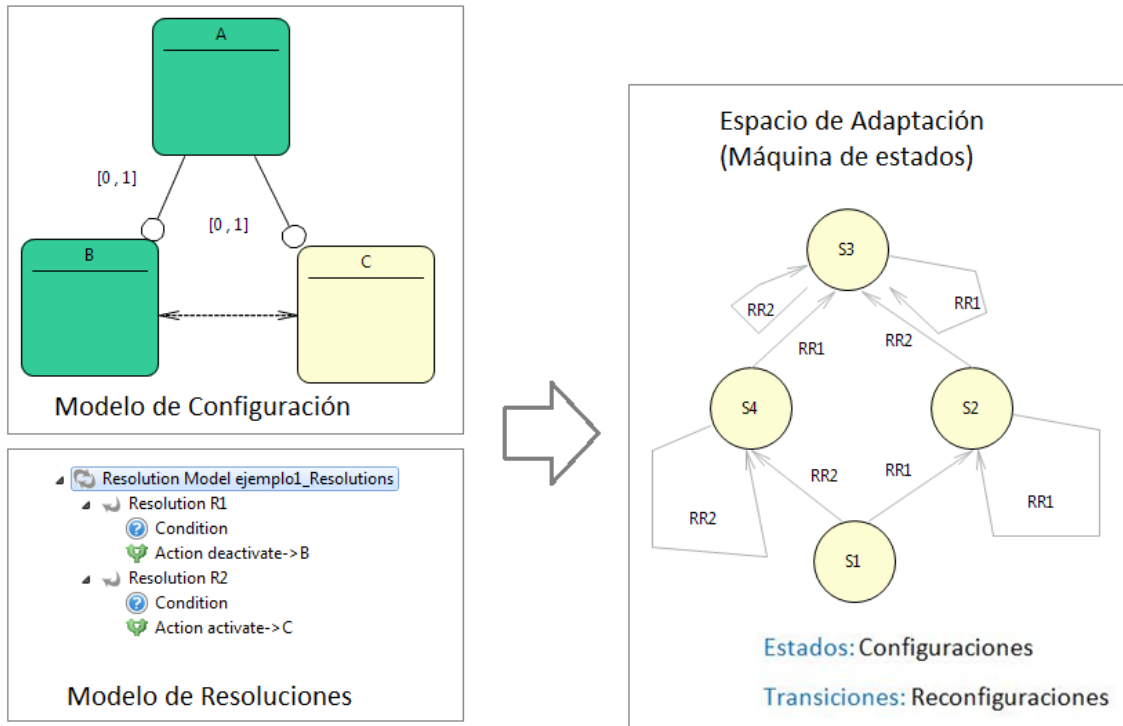 A
[0 , 1]
[0 , 1]
B
C
Modelo de Configuración
Resolution Model ejemplo1_Resolutions
Resolution R1
Condition
Action deactivate->B
Resolution R2
Condition
Action activate->C
Modelo de Resoluciones
Espacio de Adaptación
(Máquina de estados)
S3
RR2
RR1
RR1
RR2
S4
S2
RR2
RR1
RR2
RR1
S1
Estados: Configuraciones
Transiciones: Reconfiguraciones